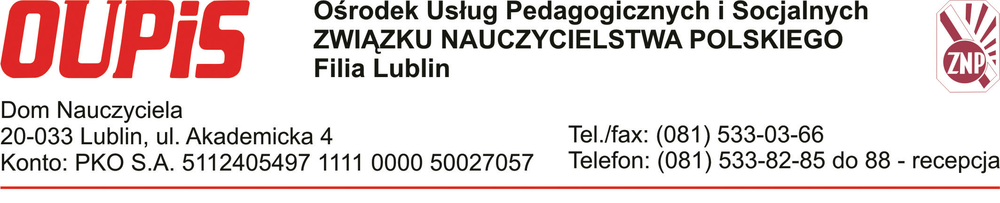 OUPiS
Ośrodek Usług Pedagogicznych i Socjalnych
ZWIĄZKU NAUCZYCIELSTWA POLSKIEGO
Filia Lublin
ZNP
Dom Nauczyciela
20-033 Lublin, ul. Akademicka 4
Konto: PKO S.A. 5112405497 1111 0000 50027057
Tel./fax: (081) 533-03-66
Telefon: (081) 533-82-85 do 88 - recepcja